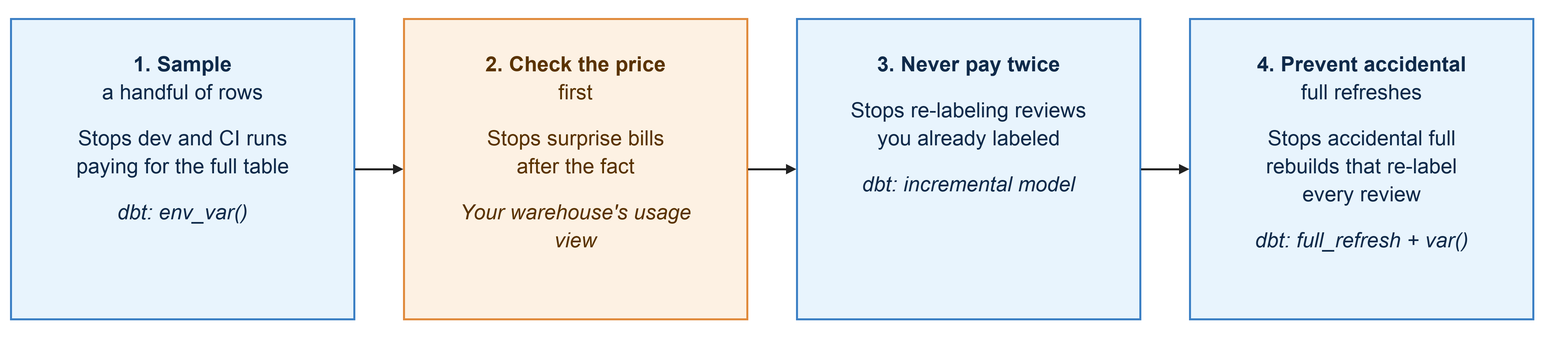 1. Sample
a handful of rows
Stops dev and CI runs
paying for the full table
dbt: env_var()
2. Check the price
first
Stops surprise bills
after the fact
Your warehouse's usage
view
3. Never pay twice
Stops re-labeling reviews
you already labeled
dbt: incremental model
4. Prevent accidental
full refreshes
Stops accidental full
rebuilds that re-label
every review
dbt: full_refresh + var()